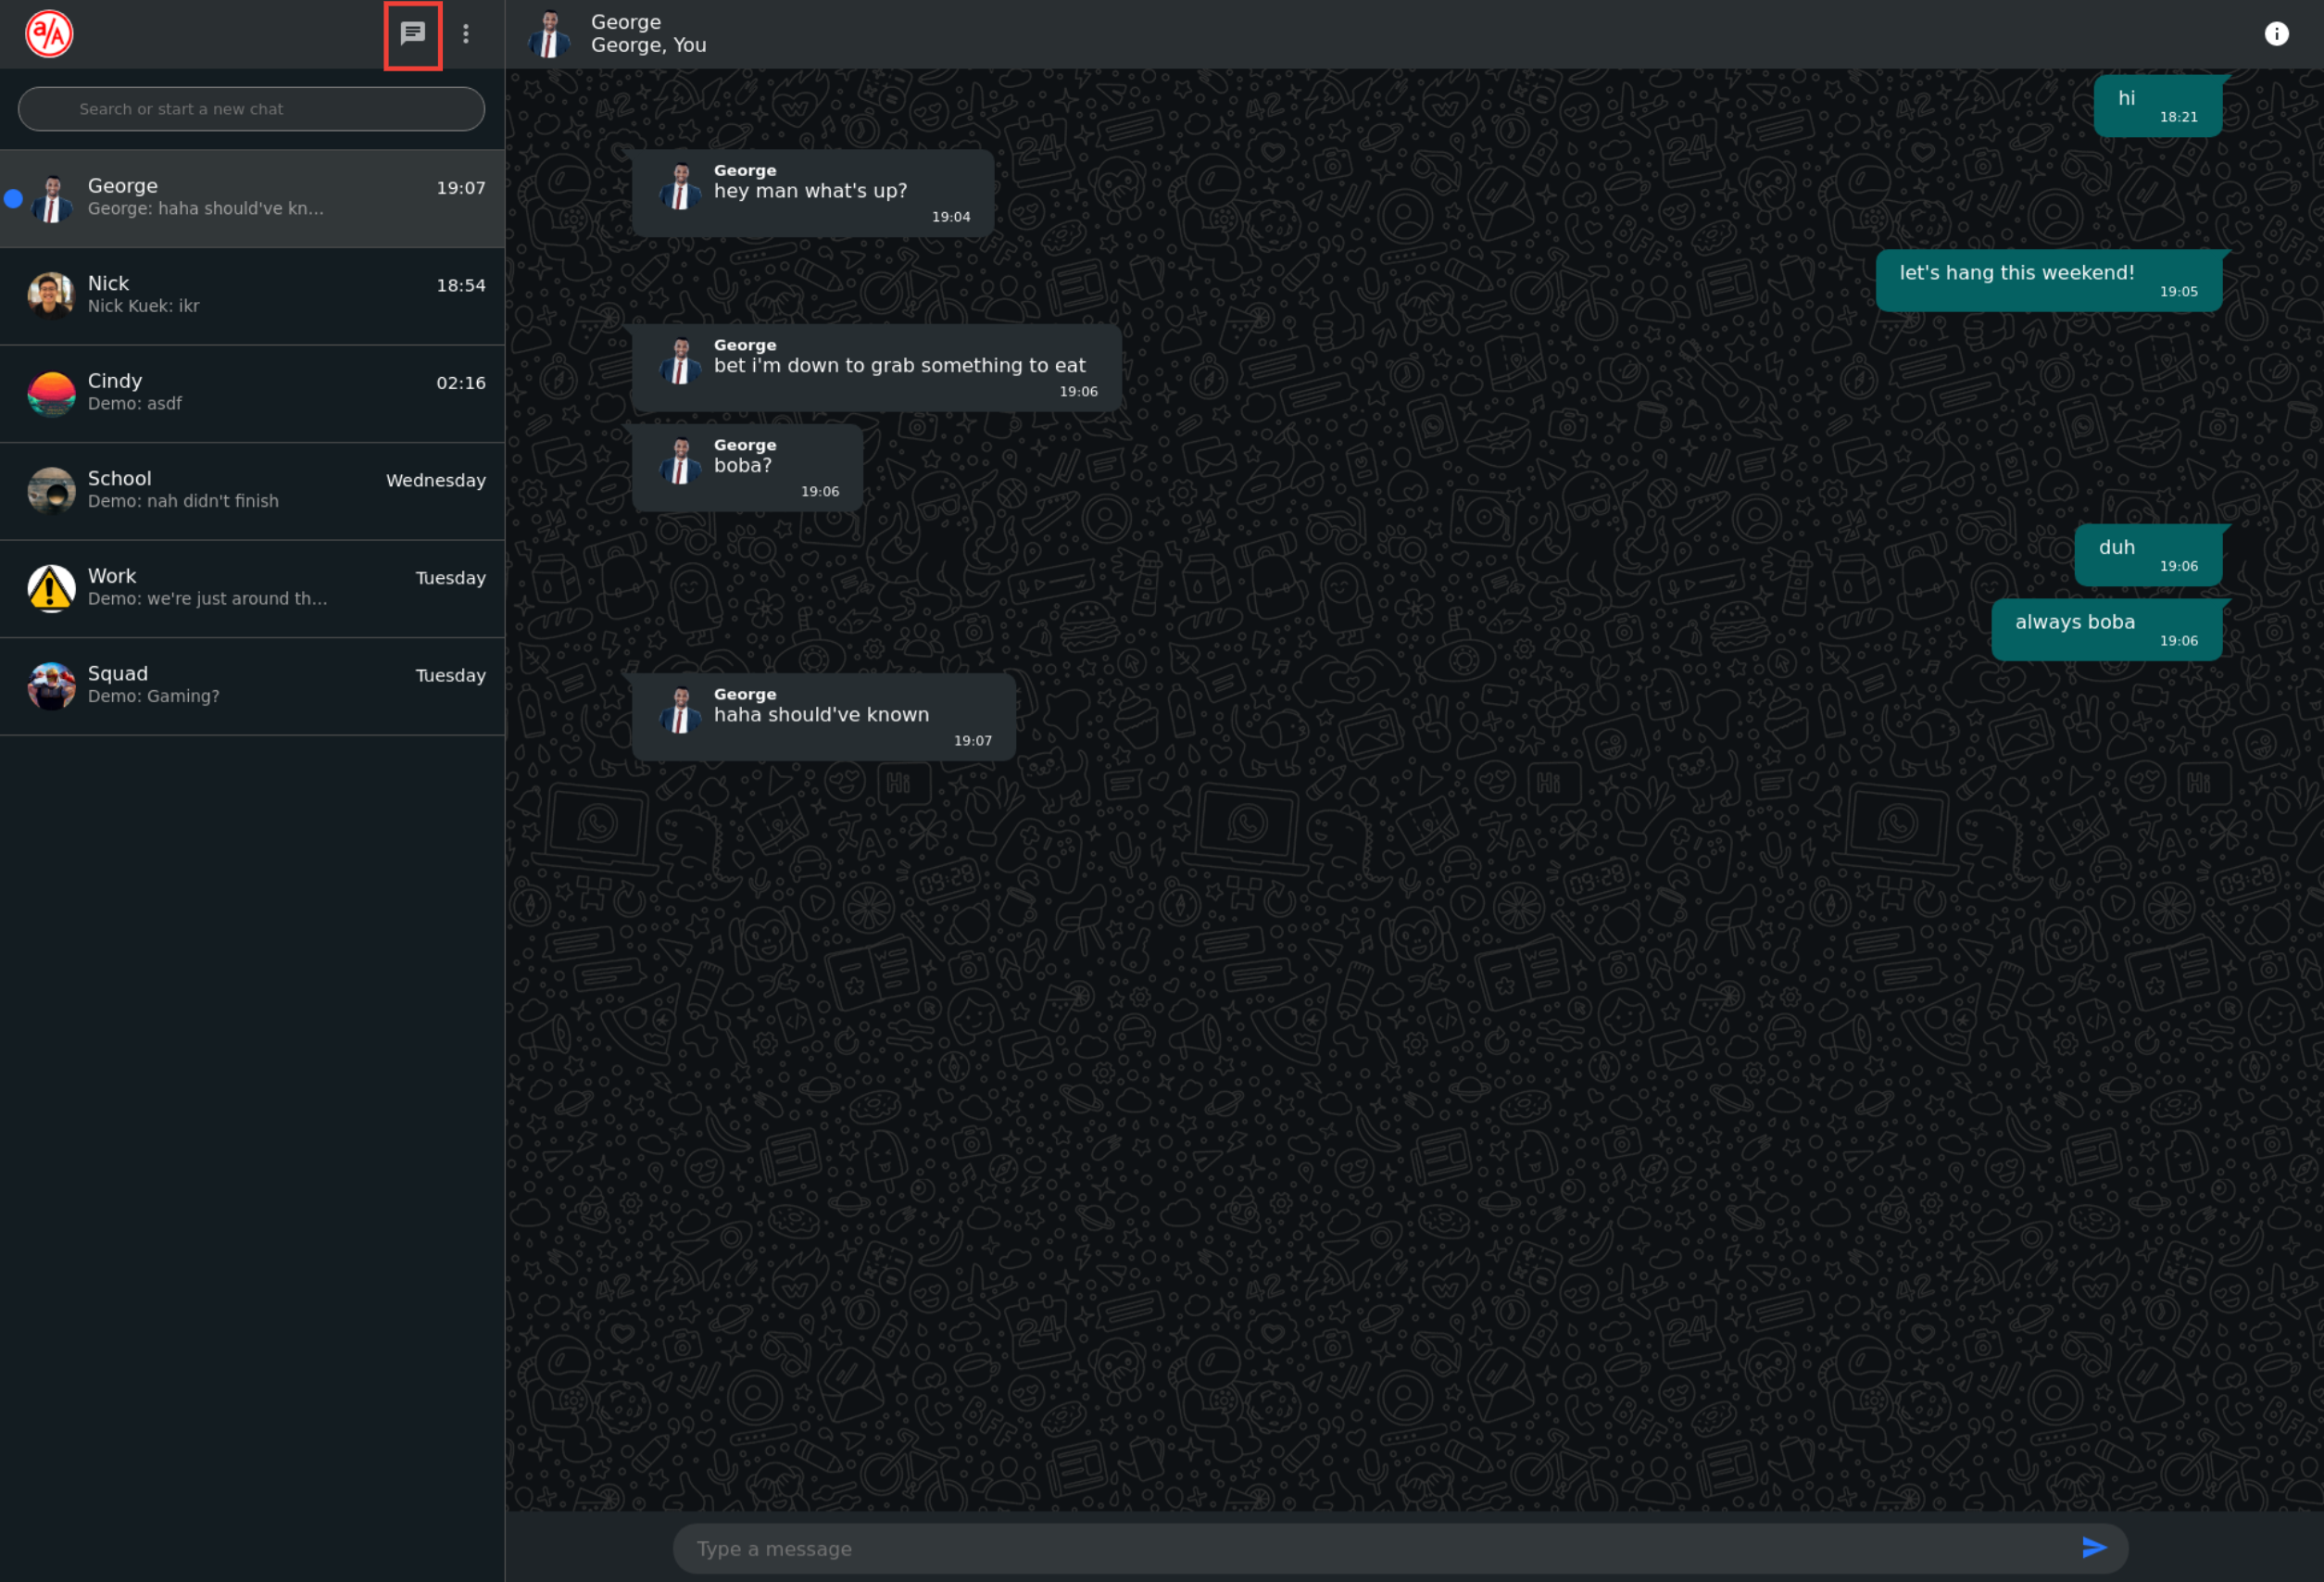 a/A
Search or start a new chat
George
19:07
George: haha should've kn...
Nick
18:54
Nick Kuek: ikr
Cindy
02:16
Demo: asdf
School
Wednesday
Demo: nah didn't finish
Work
Tuesday
Demo: we're just around th...
Squad
Tuesday
Demo: Gaming?
George
George, You
hi
18:21
George
hey man what's up?
19:04
let's hang this weekend!
19:05
George
bet i'm down to grab something to eat
19:06
George
boba?
19:06
duh
19:06
always boba
19:06
George
haha should've known
19:07
Type a message